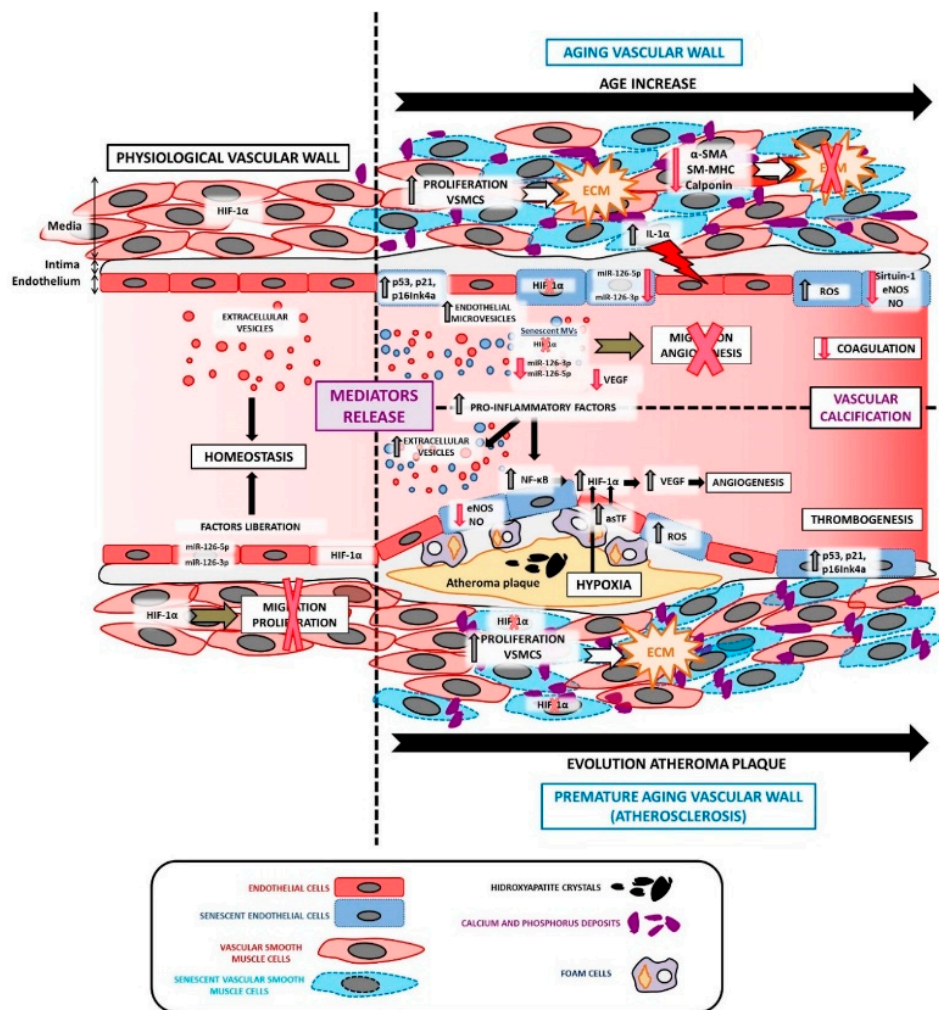 AGING VASCULAR WALL
AGE INCREASE
PHYSIOLOGICAL VASCULAR WALL
Media
Intima
Endothelium
HIF-1α
PROLIFERATION
VSMCS
ECM
α-SMA
SM-MHC
Calponin
ECM
IL-1α
p53, p21,
p16Ink4a
HIF-1α
miR-126-5p
miR-126-3p
ROS
Sirtuin-1
eNOS
NO
EXTRACELLULAR
VESICLES
ENDOTHELIAL
MICROVESICLES
Senescent MVs
HIF-1α
miR-126-3p
miR-126-5p
VEGF
MIGRATION
ANGIOGENESIS
COAGULATION
MEDIATORS
RELEASE
PRO-INFLAMMATORY FACTORS
VASCULAR
CALCIFICATION
HOMEOSTASIS
EXTRACELLULAR
VESICLES
NF-κB
HIF-1α
VEGF
ANGIOGENESIS
FACTORS LIBERATION
eNOS
NO
asTF
ROS
THROMBOGENESIS
miR-126-5p
miR-126-3p
HIF-1α
p53, p21,
p16Ink4a
Atheroma plaque
HYPOXIA
HIF-1α
MIGRATION
PROLIFERATION
HIF-1α
PROLIFERATION
VSMCS
ECM
HIF-1α
EVOLUTION ATHEROMA PLAQUE
PREMATURE AGING VASCULAR WALL
(ATHEROSCLEROSIS)
ENDOTHELIAL CELLS
SENESCENT ENDOTHELIAL CELLS
VASCULAR SMOOTH
MUSCLE CELLS
SENESCENT VASCULAR SMOOTH
MUSCLE CELLS
HIDROXYAPATITE CRYSTALS
CALCIUM AND PHOSPHORUS DEPOSITS
FOAM CELLS